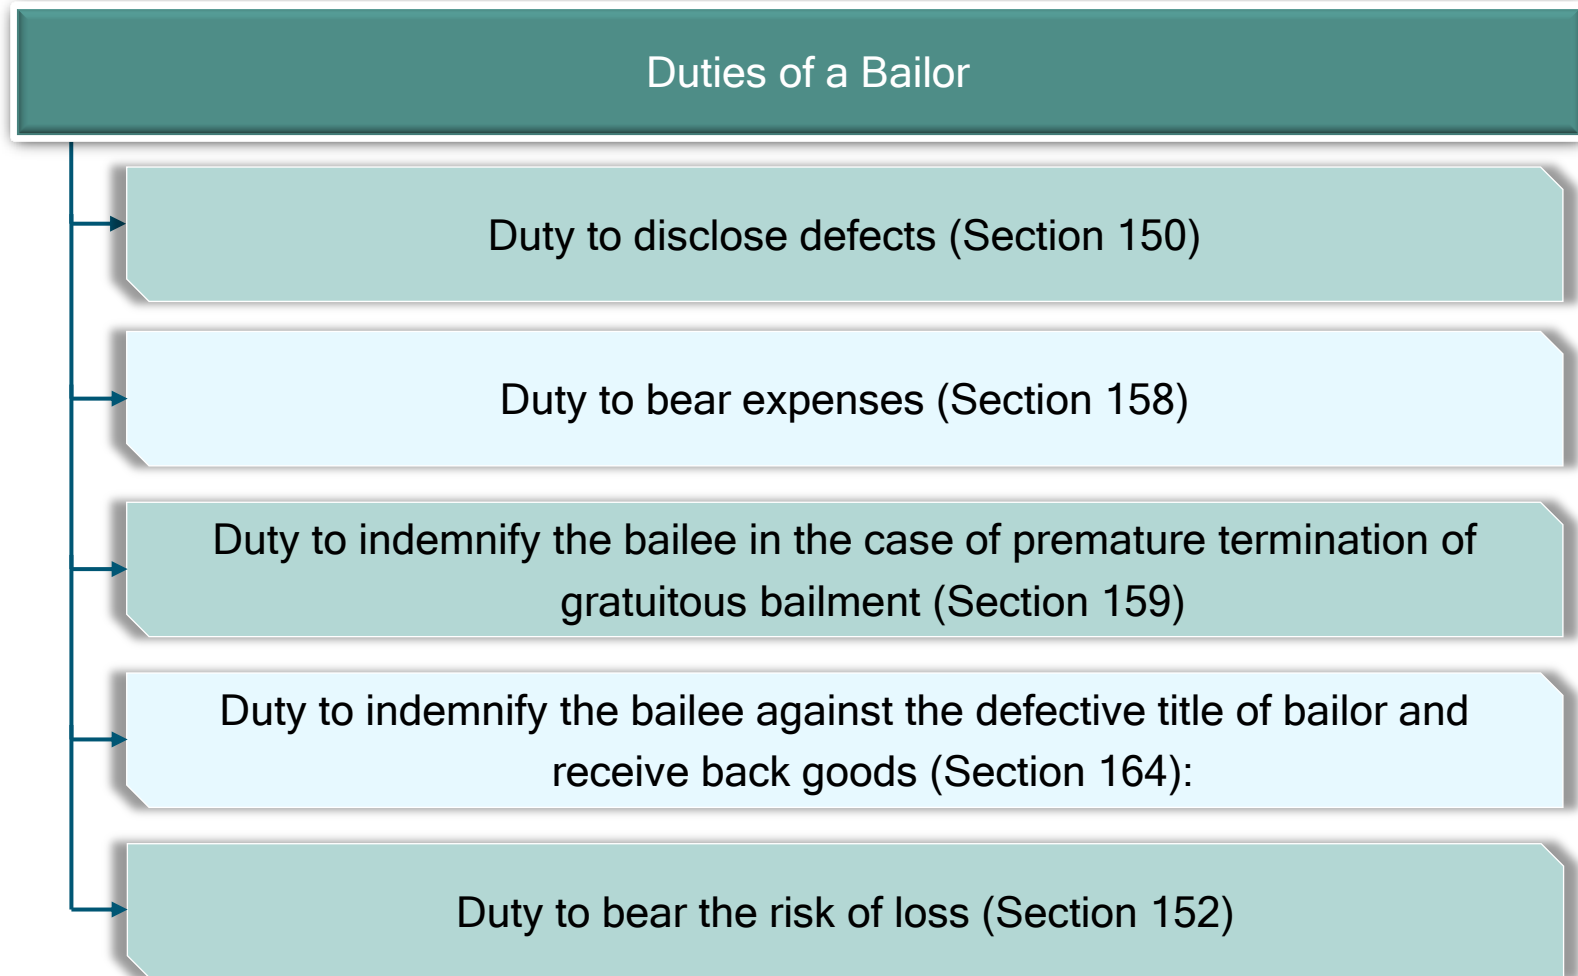 Duties of a Bailor
Duty to disclose defects (Section 150)
Duty to bear expenses (Section 158)
Duty to indemnify the bailee in the case of premature termination of
gratuitous bailment (Section 159)
Duty to indemnify the bailee against the defective title of bailor and
receive back goods (Section 164):
Duty to bear the risk of loss (Section 152)